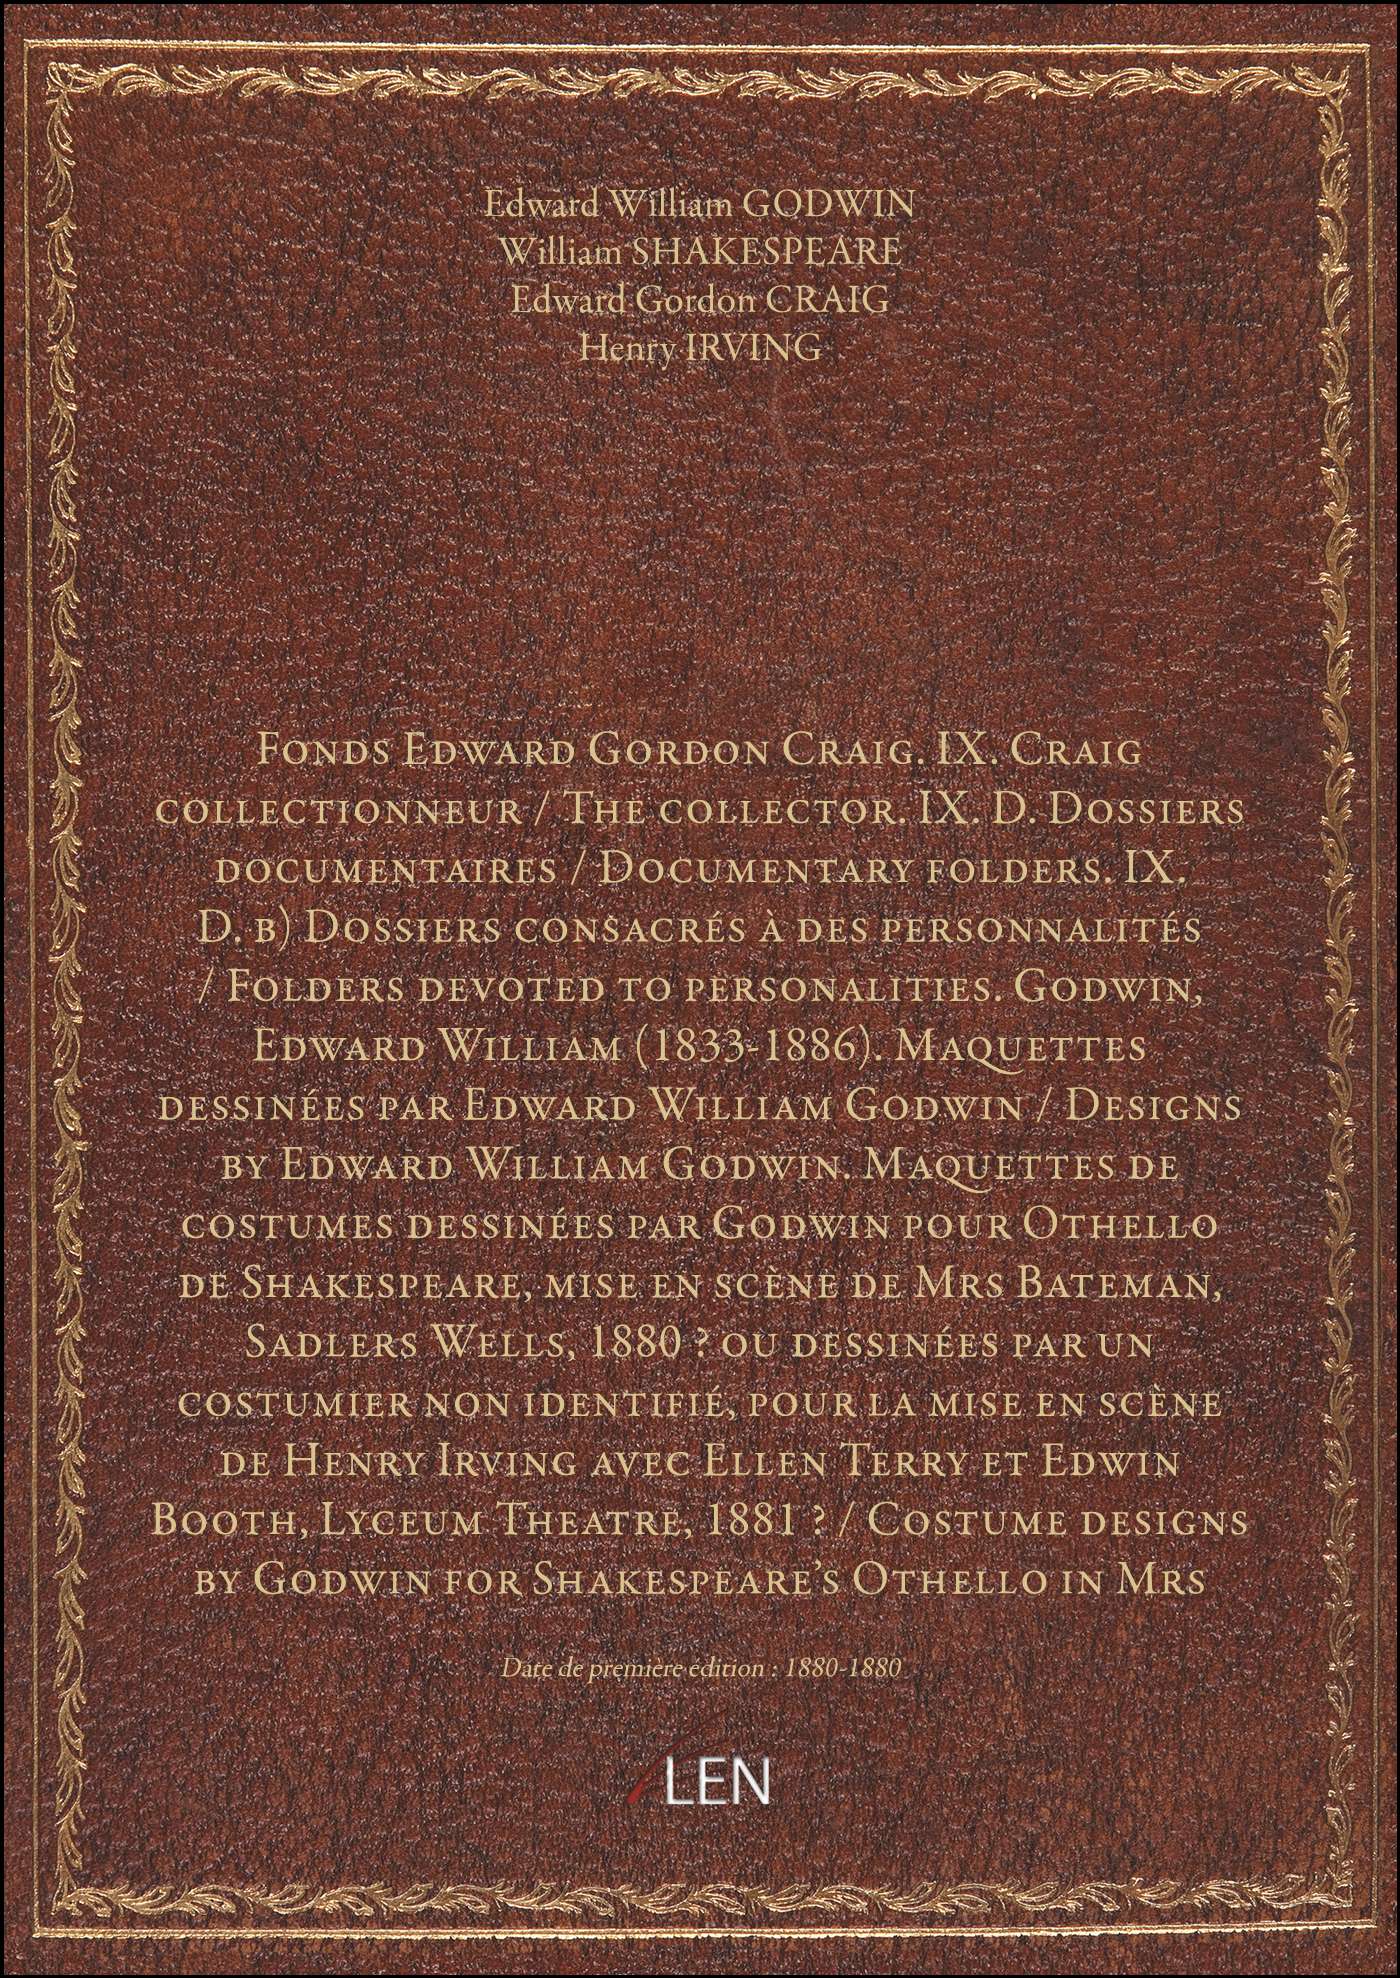 Edward William GODWIN
William SHAKESPEARE
Edward Gordon CRAIG
Henry IRVING
Fonds Edward Gordon Craig. IX. Craig
collectionneur / The collector. IX. D. Dossiers
documentaires / Documentary folders. IX.
D. b) Dossiers consacrés à des personnalités
/ Folders devoted to personalities. Godwin,
Edward William (1833-1886). Maquettes
dessinées par Edward William Godwin / Designs
by Edward William Godwin. Maquettes de
costumes dessinées par Godwin pour Othello
de Shakespeare, mise en scène de Mrs Bateman,
Sadlers Wells, 1880 ? ou dessinées par un
costumier non identifié, pour la mise en scène
de Henry Irving avec Ellen Terry et Edwin
Booth, Lyceum Theatre, 1881 ? / Costume designs
by Godwin for Shakespeare's Othello in Mrs
Date de première édition : 1880-1880
LEN